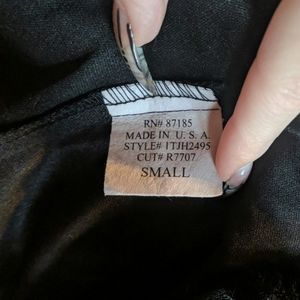 RN# 87185
MADE IN U. S. A.
STYLE# 1TJH2495
CUT# R7707
SMALL